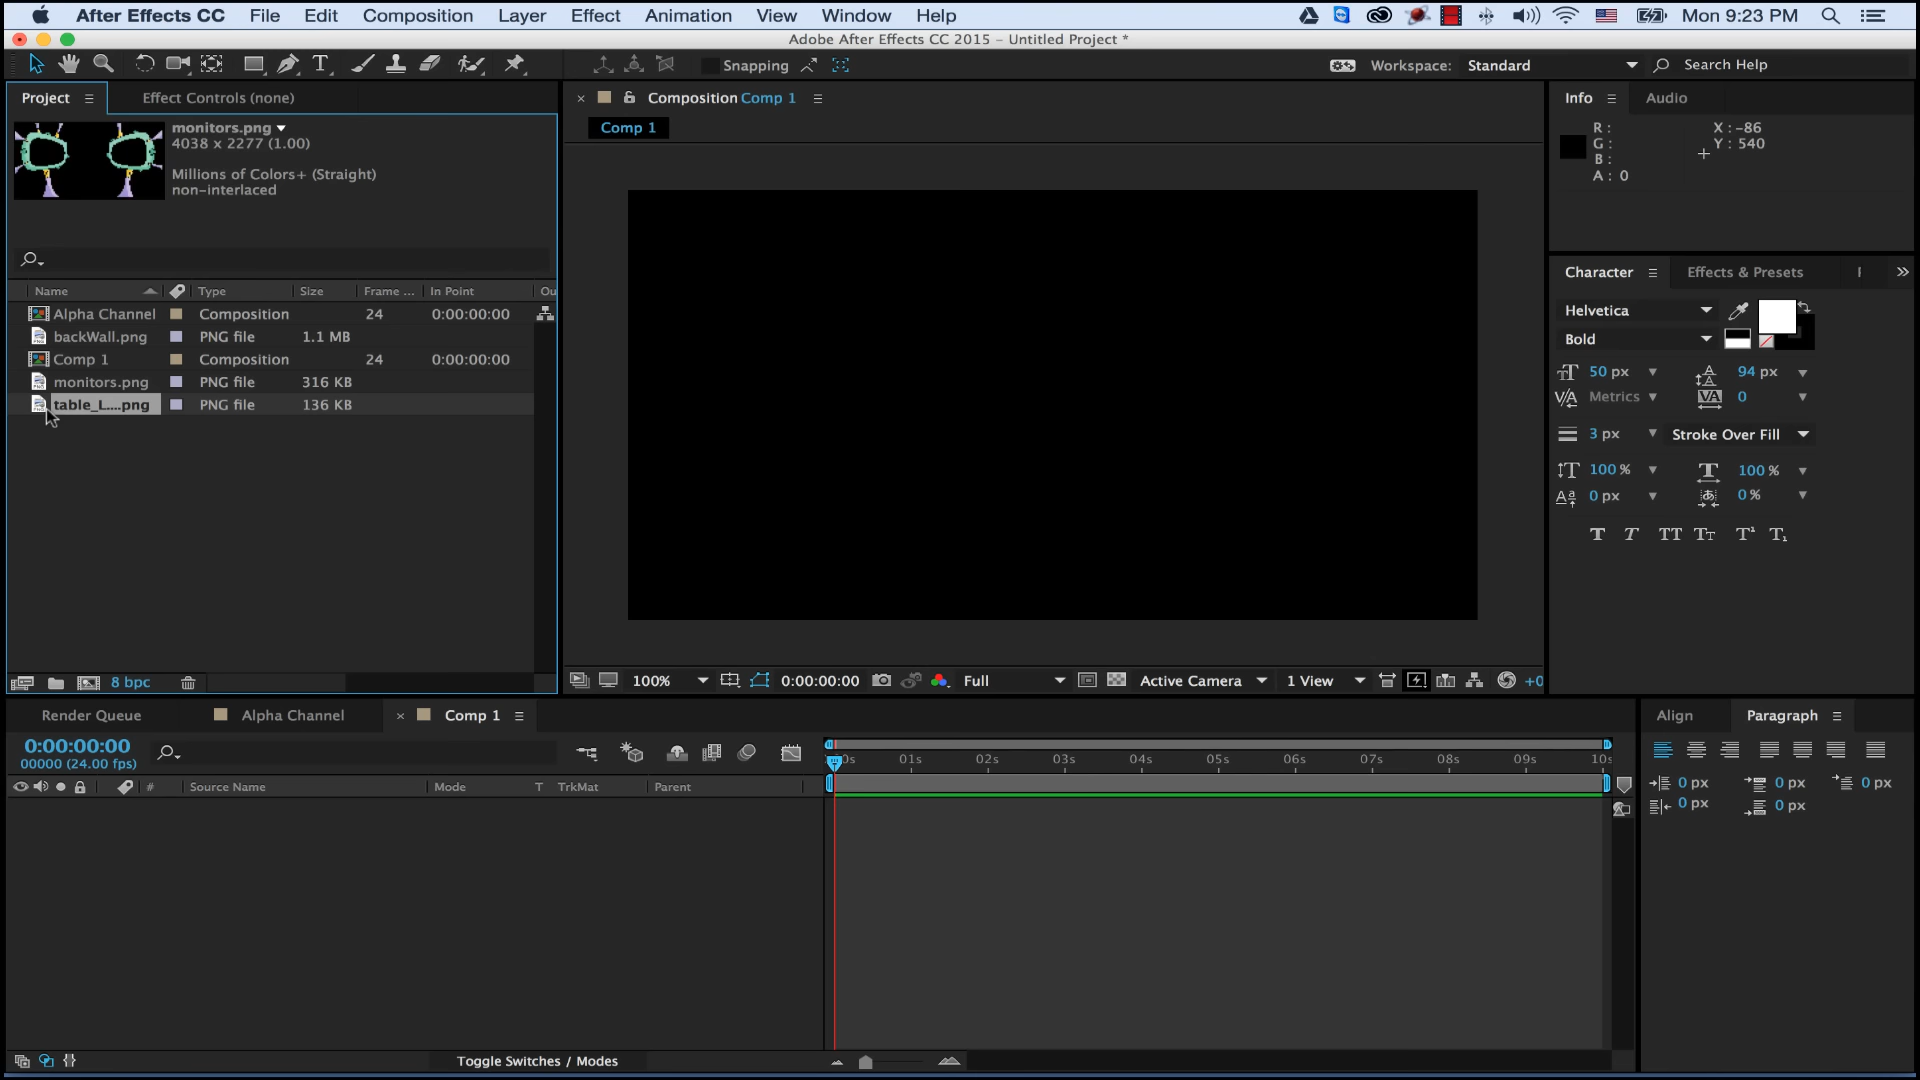 After Effects CC File Edit Composition Layer Effect Animation View Window Help Mon 9:23 PM
Adobe After Effects CC 2015 – Untitled Project *
Snapping Workspace: Standard Search Help
Project Effect Controls (none)
monitors.png
4038 x 2277 (1.00)
Millions of Colors+ (Straight)
non-interlaced
Name Type Size Frame ... In Point Ou
Alpha Channel Composition 24 0:00:00:00
backWall.png PNG file 1.1 MB
Comp 1 Composition 24 0:00:00:00
monitors.png PNG file 316 KB
table_L....png PNG file 136 KB
8 bpc
Composition Comp 1
Comp 1
100% 0:00:00:00 Full Active Camera 1 View +0
Info Audio
R : X : -86
G : Y : 540
B :
A : 0
Character Effects & Presets
Helvetica
Bold
50 px 94 px
Metrics 0
3 px Stroke Over Fill
100 % 100 %
0 px 0 %
Render Queue Alpha Channel Comp 1
0:00:00:00
00000 (24.00 fps)
# Source Name Mode T TrkMat Parent
0s 01s 02s 03s 04s 05s 06s 07s 08s 09s 10s
Toggle Switches / Modes
Align Paragraph
0 px 0 px 0 px
0 px 0 px